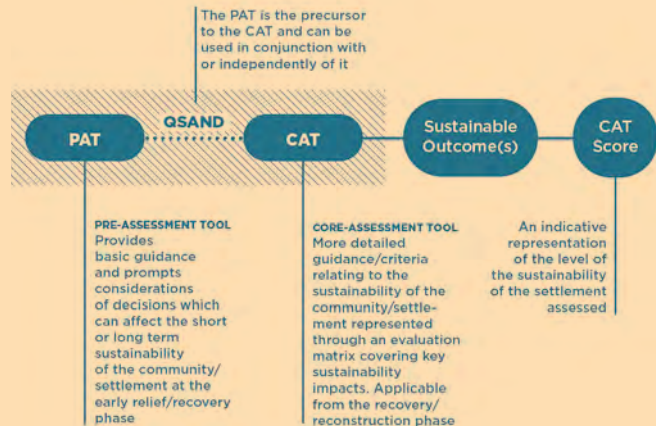 The PAT is the precursor
to the CAT and can be
used in conjunction with
or independently of it
QSAND
PAT
CAT
Sustainable
Outcome(s)
CAT
Score
PRE-ASSESSMENT TOOL
Provides
basic guidance
and prompts
considerations
of decisions which
can affect the short
or long term
sustainability
of the community/
settlement at the
early relief/recovery
phase
CORE-ASSESSMENT TOOL
More detailed
guidance/criteria
relating to the
sustainability of the
community/settle-
ment represented
through an evaluation
matrix covering key
sustainability
impacts. Applicable
from the recovery/
reconstruction phase
An indicative
representation
of the level of
the sustainability
of the settlement
assessed